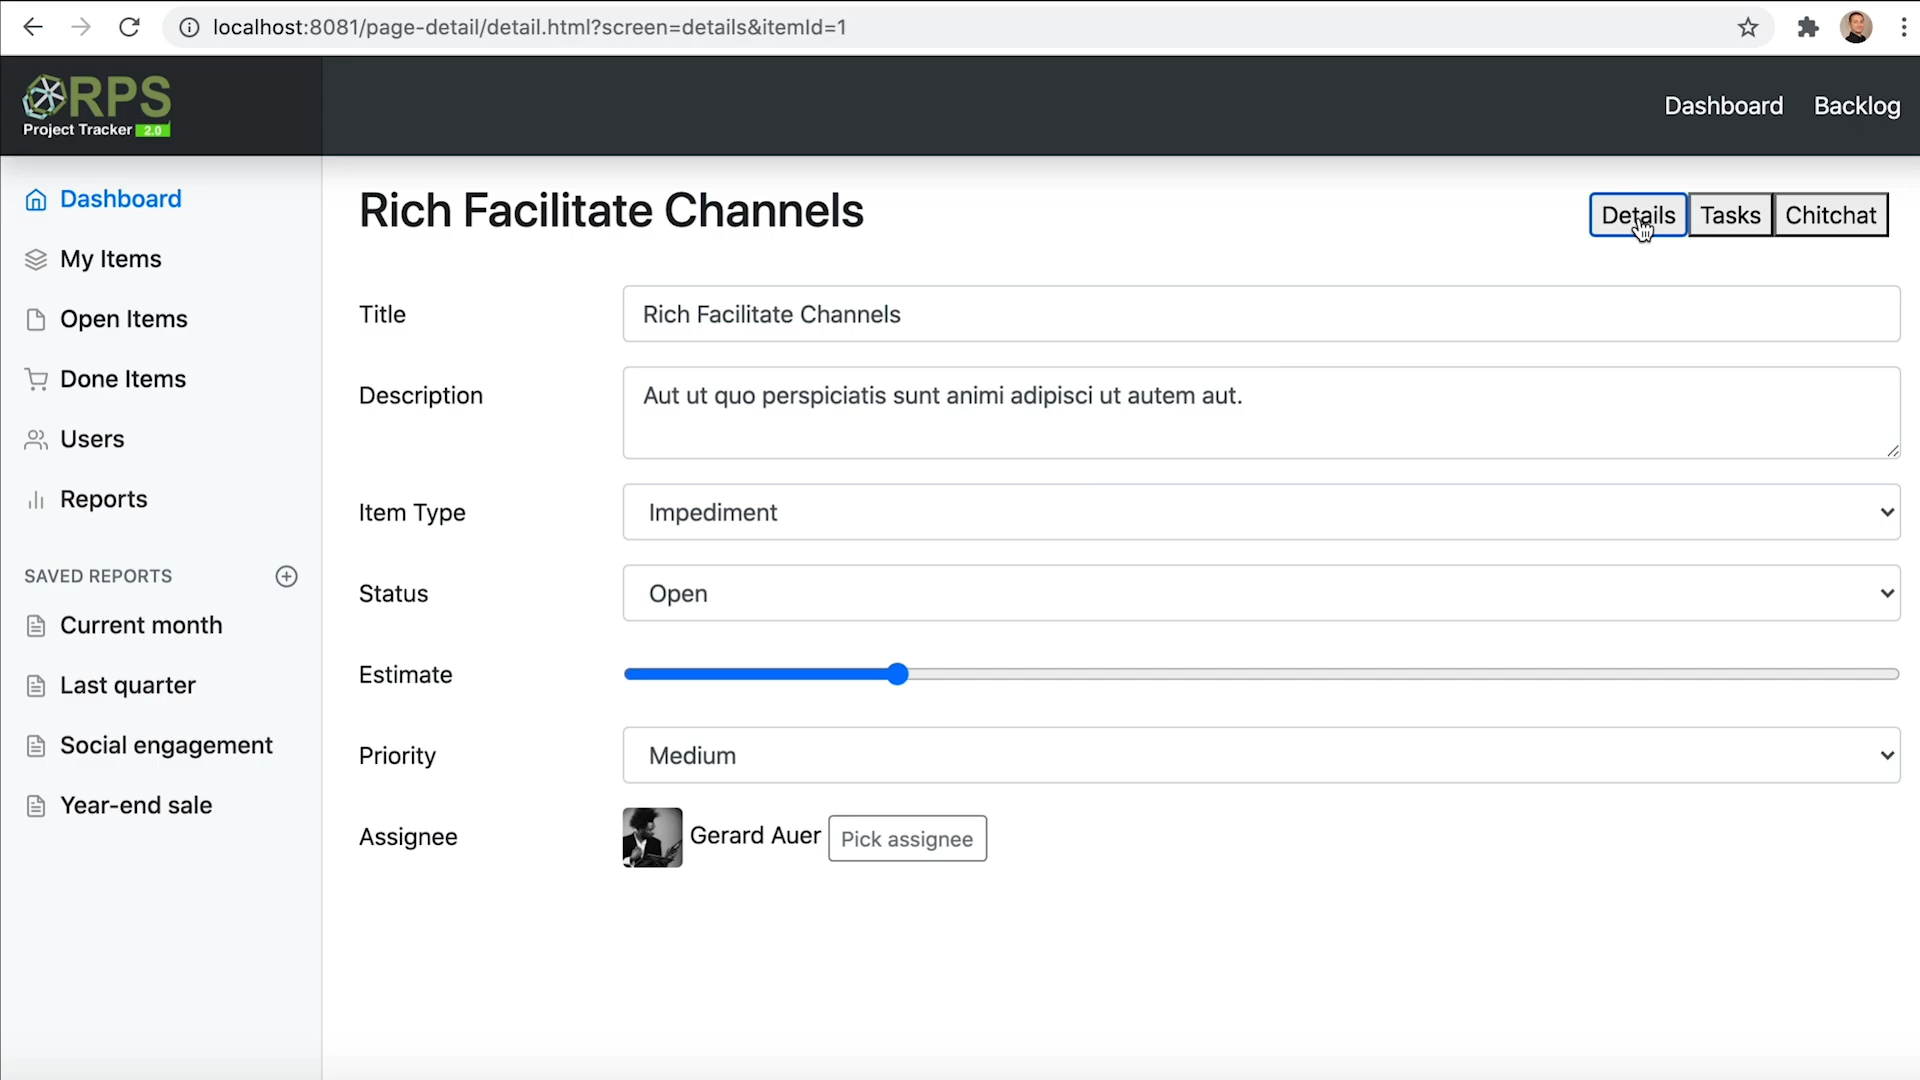 localhost:8081/page-detail/detail.html?screen=details&itemId=1
RPS
Project Tracker 2.0
Dashboard Backlog
Dashboard
My Items
Open Items
Done Items
Users
Reports
SAVED REPORTS
Current month
Last quarter
Social engagement
Year-end sale
Rich Facilitate Channels
Details Tasks Chitchat
Title Rich Facilitate Channels
Description Aut ut quo perspiciatis sunt animi adipisci ut autem aut.
Item Type Impediment
Status Open
Estimate
Priority Medium
Assignee Gerard Auer Pick assignee